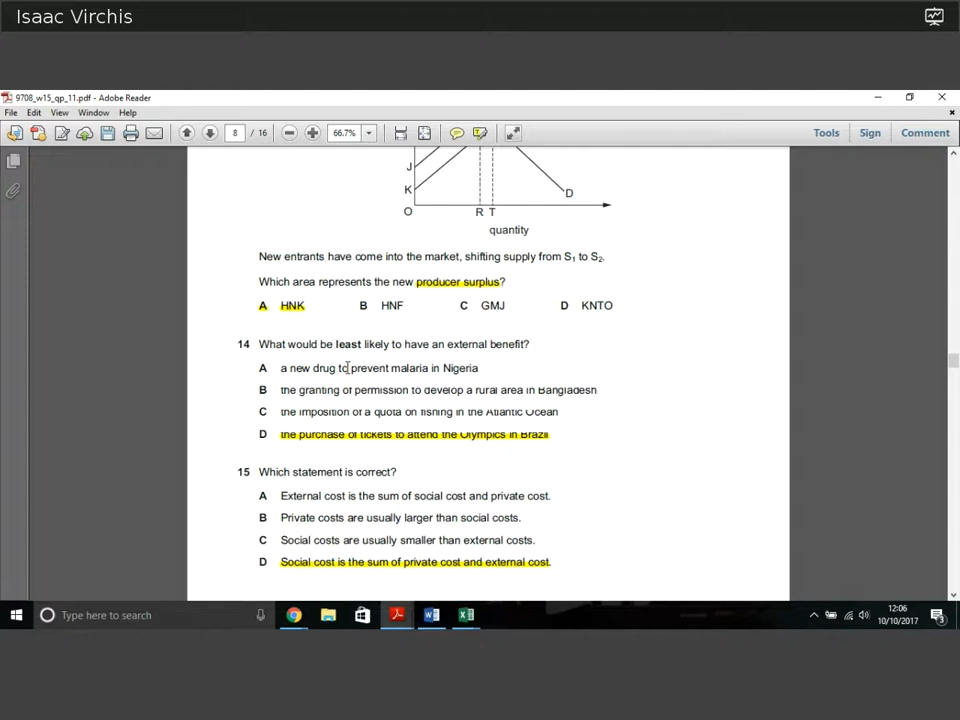 Isaac Virchis
9708_w15_qp_11.pdf - Adobe Reader
File Edit View Window Help
8 / 16 66.7% Tools Sign Comment
J
K
D
O R T
quantity
New entrants have come into the market, shifting supply from S1 to S2.
Which area represents the new producer surplus?
A HNK B HNF C GMJ D KNTO
14 What would be least likely to have an external benefit?
A a new drug to prevent malaria in Nigeria
B the granting of permission to develop a rural area in Bangladesh
C the imposition of a quota on fishing in the Atlantic Ocean
D the purchase of tickets to attend the Olympics in Brazil
15 Which statement is correct?
A External cost is the sum of social cost and private cost.
B Private costs are usually larger than social costs.
C Social costs are usually smaller than external costs.
D Social cost is the sum of private cost and external cost.
Type here to search
12:06
10/10/2017
3